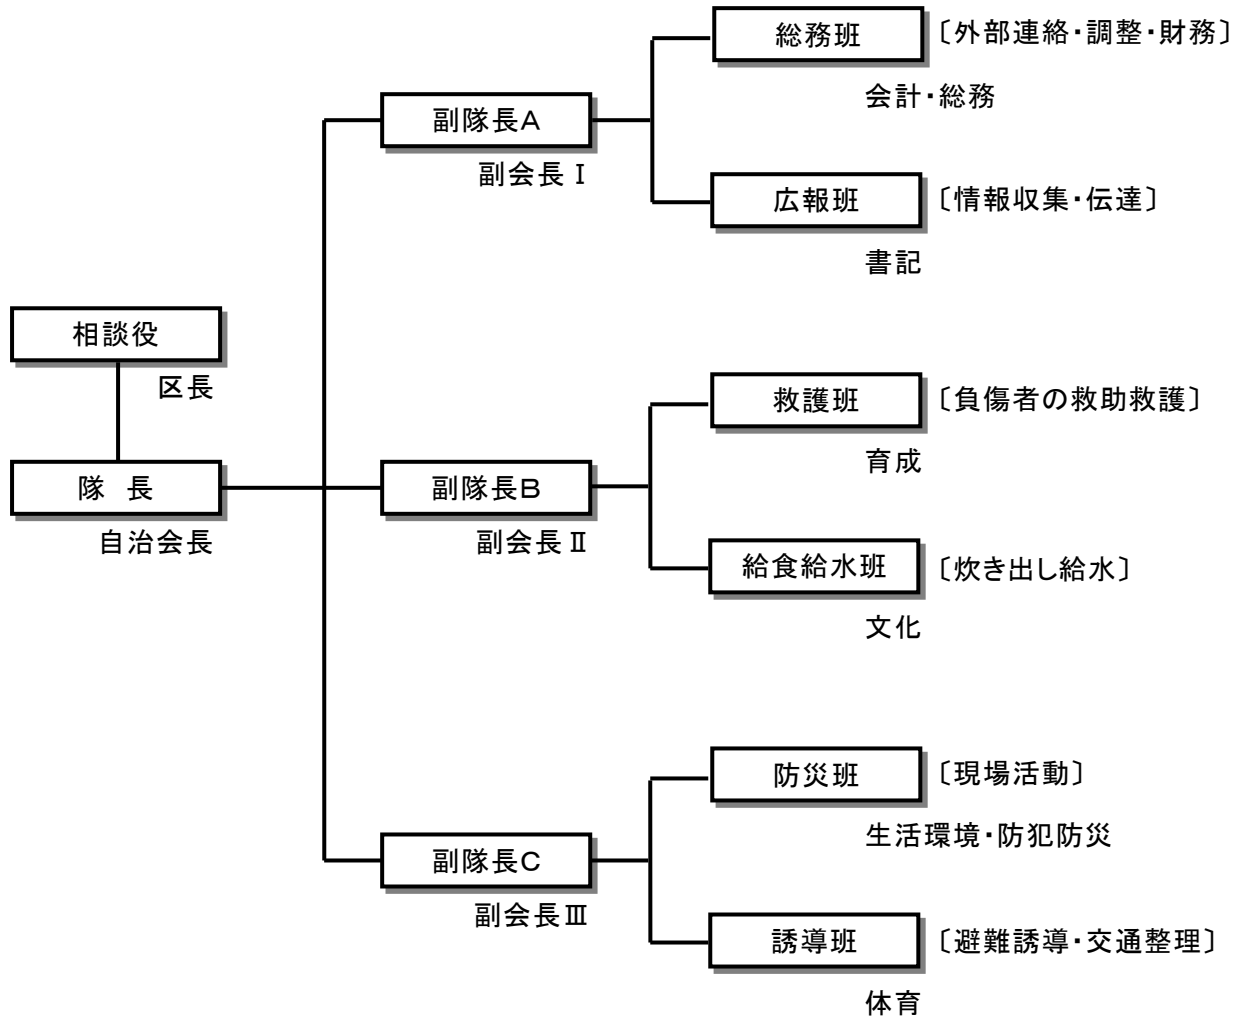 総務班 〔外部連絡・調整・財務〕
会計・総務
副隊長A
副会長Ⅰ
広報班 〔情報収集・伝達〕
書記
相談役
区長
救護班 〔負傷者の救助救護〕
育成
隊 長
自治会長
副隊長B
副会長Ⅱ
給食給水班 〔炊き出し給水〕
文化
防災班 〔現場活動〕
生活環境・防犯防災
副隊長C
副会長Ⅲ
誘導班 〔避難誘導・交通整理〕
体育